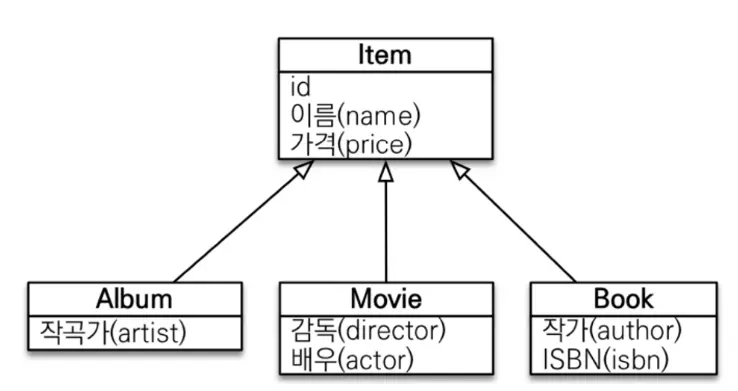 Item
id
이름(name)
가격(price)
Album
작곡가(artist)
Movie
감독(director)
배우(actor)
Book
작가(author)
ISBN(isbn)